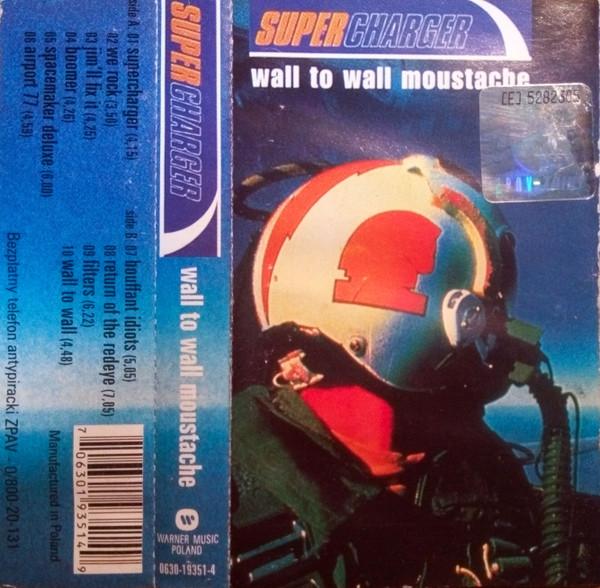 side A 01 supercharger (4,15)
02 we rock (3,50)
03 jim'll fix it (4,25)
04 boomer (4,26)
05 spacemaker deluxe (6,00)
06 airport 77 (4,59)
side B 07 bouffant idiots (5,05)
08 return of the redeye (7,05)
09 filters (6,22)
10 wall to wall (4,48)
Bezpłatny telefon antypiracki ZPAV - 0/800-20-131
Manufactured in Poland
7 06301 93514 9
SUPERCHARGER
wall to wall moustache
WARNER MUSIC
POLAND
0630-19351-4
SUPERCHARGER
wall to wall moustache